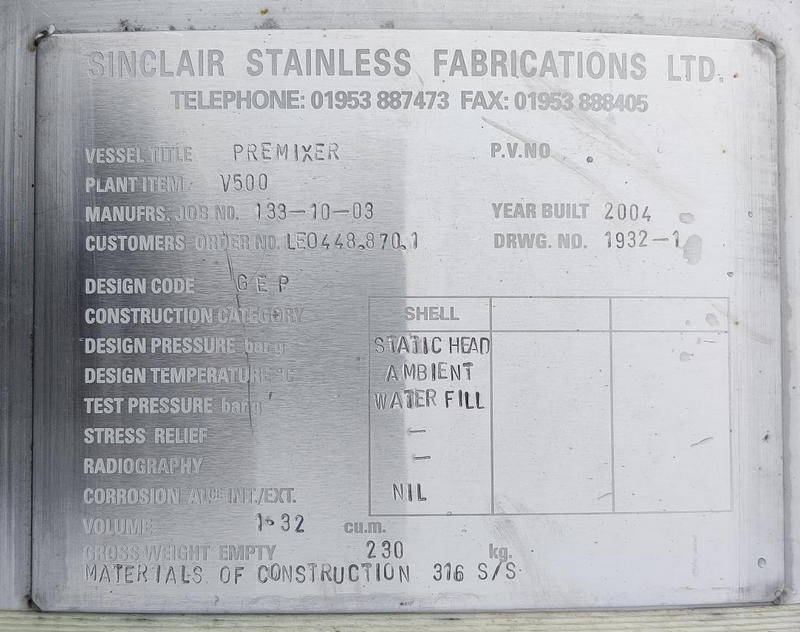 SINCLAIR STAINLESS FABRICATIONS LTD.
TELEPHONE: 01953 887473 FAX: 01953 888405
VESSEL TITLE PREMIXER P.V.NO
PLANT ITEM. V500
MANUFRS. JOB NO. 133-10-03 YEAR BUILT 2004
CUSTOMERS ORDER NO. LE0448.870.1 DRWG. NO. 1932-1
DESIGN CODE GEP
CONSTRUCTION CATEGORY SHELL
DESIGN PRESSURE bar g STATIC HEAD
DESIGN TEMPERATURE °C AMBIENT
TEST PRESSURE bar g WATER FILL
STRESS RELIEF -
RADIOGRAPHY -
CORROSION ALCE INT./EXT. NIL
VOLUME 1.32 cu.m.
GROSS WEIGHT EMPTY 230 kg.
MATERIALS OF CONSTRUCTION 316 S/S